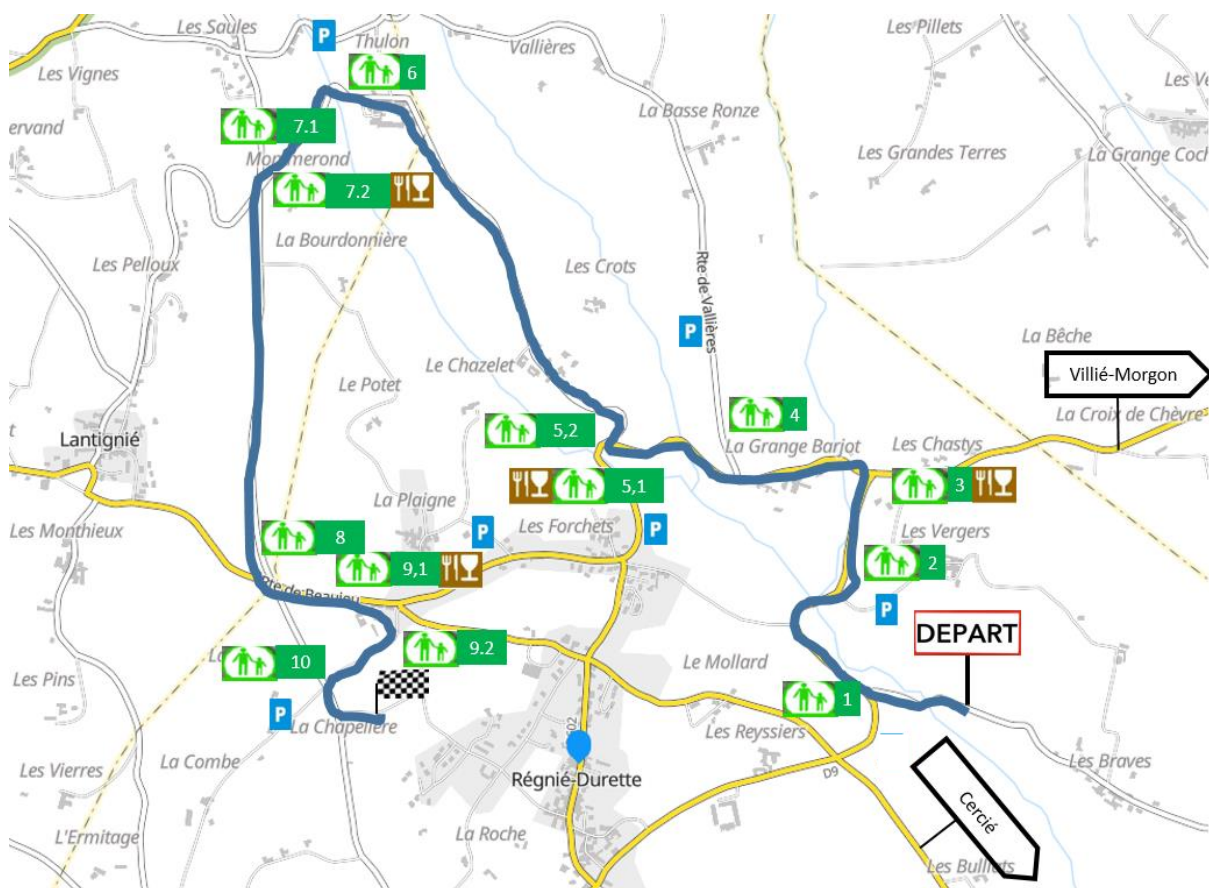 Les Saules
P
Thulon
Vallières
Les Pillets
Les Vignes
6
La Basse Ronze
7.1
ervand
Les Grandes Terres
La Grange Coch
Mommerond
7.2
La Bourdonnière
Les Pelloux
Les Crots
Rte de Vallières
P
La Bêche
Le Chazelet
Villié-Morgon
Le Potet
4
La Croix de Chèvre
Lantignié
5,2
La Grange Barjot
Les Chastys
5,1
3
La Plaigne
Les Forchets
Les Monthieux
P
P
Les Vergers
8
9,1
2
Rte de Beaujeu
P
DEPART
10
9.2
Le Mollard
Les Pins
1
P
La Chapelière
Les Reyssiers
La Combe
Les Vierres
Régnié-Durette
D9
Les Braves
Cercié
L'Ermitage
La Roche
Les Bulliats